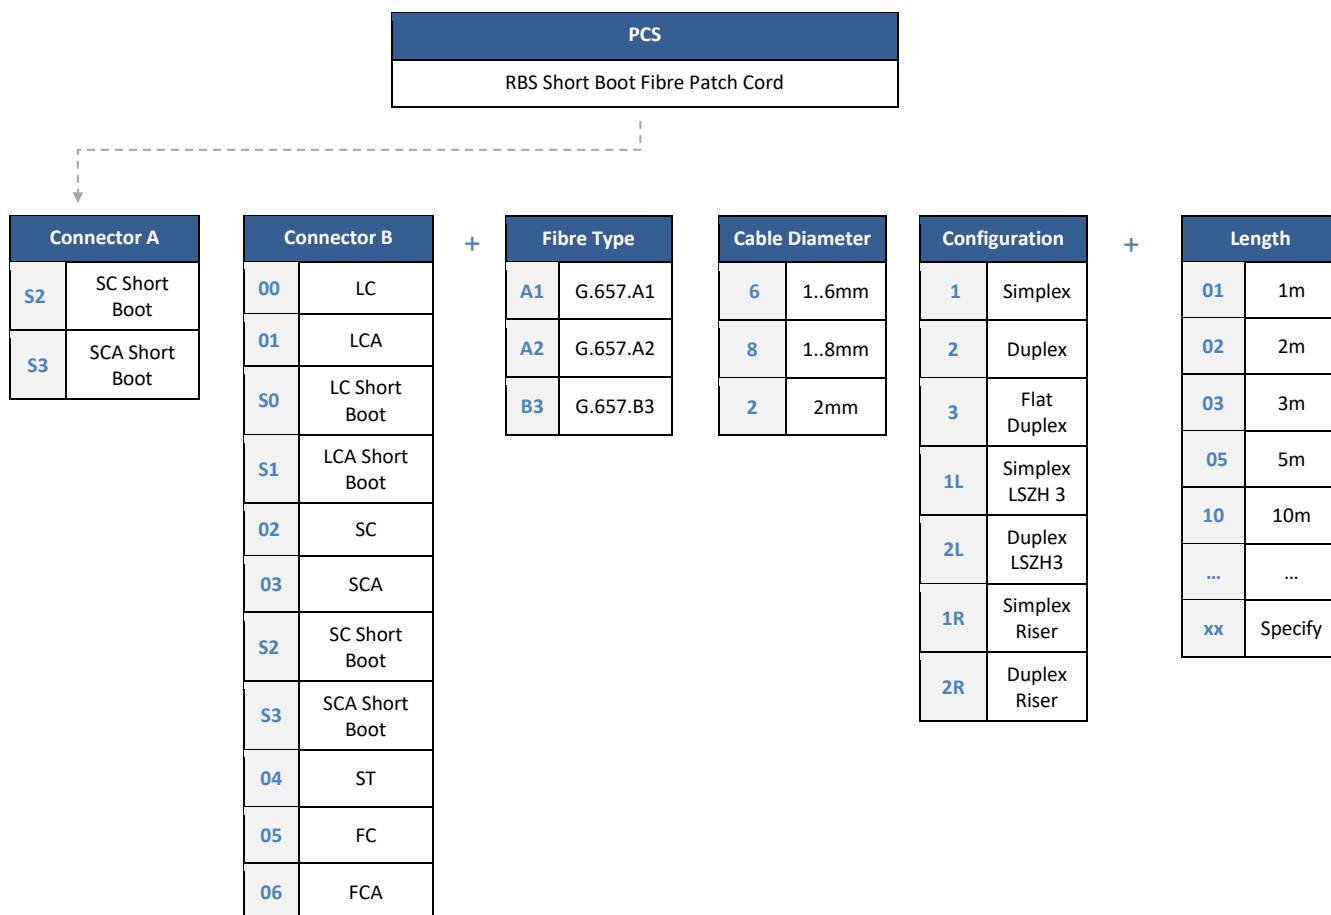 PCS
RBS Short Boot Fibre Patch Cord
Connector A
S2 SC Short
Boot
S3 SCA Short
Boot
Connector B
00 LC
01 LCA
S0 LC Short
Boot
S1 LCA Short
Boot
02 SC
03 SCA
S2 SC Short
Boot
S3 SCA Short
Boot
04 ST
05 FC
06 FCA
+
Fibre Type
A1 G.657.A1
A2 G.657.A2
B3 G.657.B3
Cable Diameter
6 1..6mm
8 1..8mm
2 2mm
Configuration
1 Simplex
2 Duplex
3 Flat
Duplex
1L Simplex
LSZH 3
2L Duplex
LSZH3
1R Simplex
Riser
2R Duplex
Riser
+
Length
01 1m
02 2m
03 3m
05 5m
10 10m
... ...
xx Specify